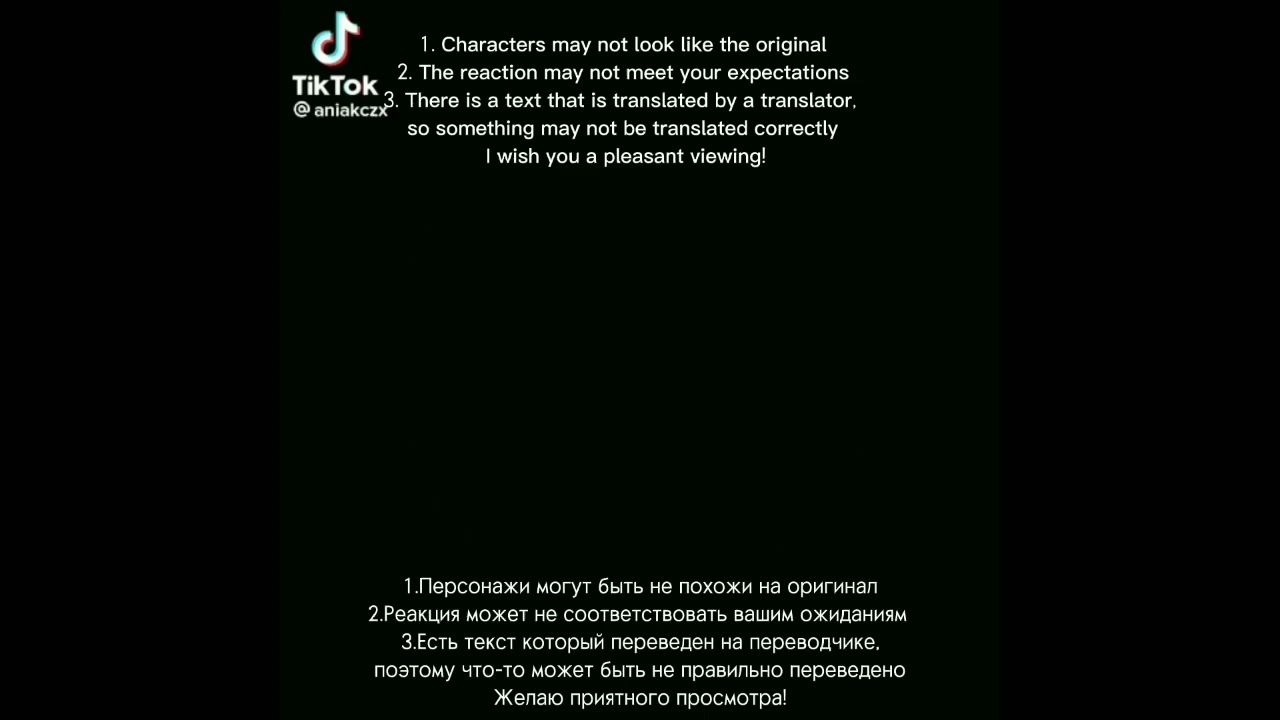 TikTok
@ aniakczx
1. Characters may not look like the original
2. The reaction may not meet your expectations
3. There is a text that is translated by a translator,
so something may not be translated correctly
I wish you a pleasant viewing!
1.Персонажи могут быть не похожи на оригинал
2.Реакция может не соответствовать вашим ожиданиям
3.Есть текст который переведен на переводчике,
поэтому что-то может быть не правильно переведено
Желаю приятного просмотра!